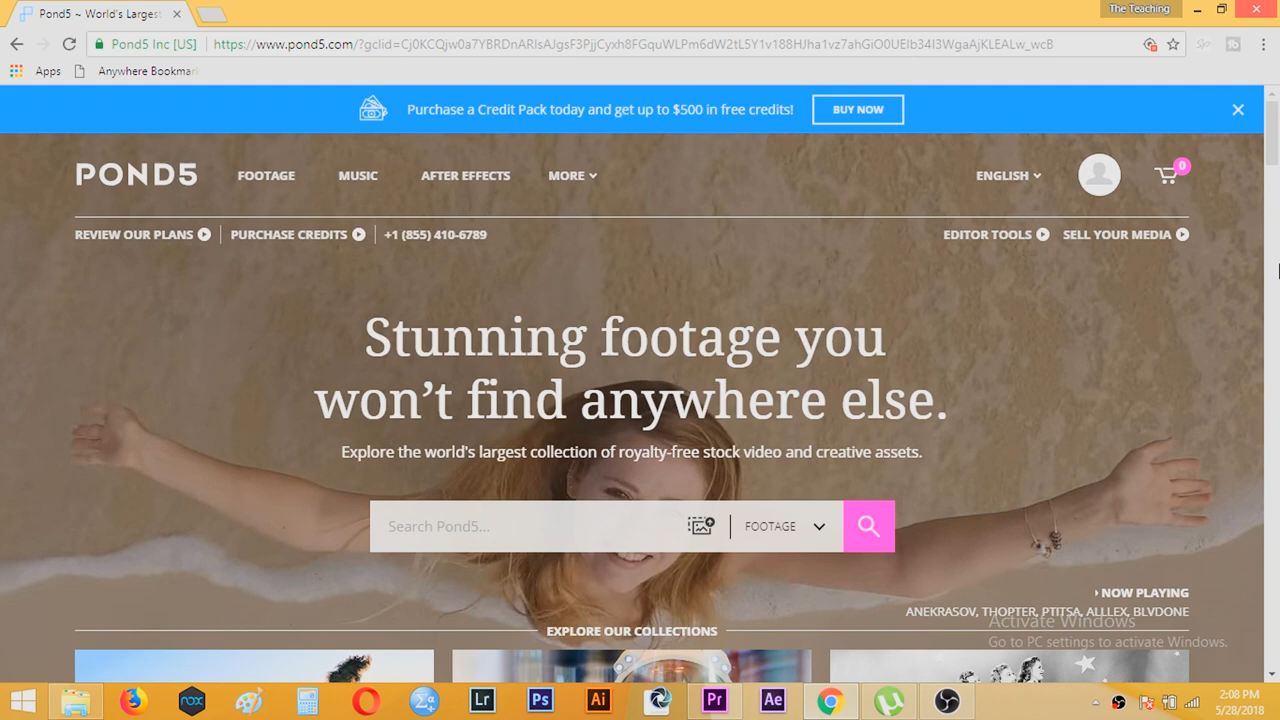 Pond5 ~ World's Largest
The Teaching
Pond5 Inc [US]
https://www.pond5.com/?gclid=Cj0KCQjw0a7YBRDnARIsAJgsF3PjjCyxh8FGquWLPm6dW2tL5Y1v188HJha1vz7ahGiO0UEIb34I3WgaAjKLEALw_wcB
Apps
Anywhere Bookmar
Purchase a Credit Pack today and get up to $500 in free credits!
BUY NOW
POND5
FOOTAGE
MUSIC
AFTER EFFECTS
MORE
ENGLISH
0
REVIEW OUR PLANS
PURCHASE CREDITS
+1 (855) 410-6789
EDITOR TOOLS
SELL YOUR MEDIA
Stunning footage you
won't find anywhere else.
Explore the world's largest collection of royalty-free stock video and creative assets.
Search Pond5...
FOOTAGE
NOW PLAYING
ANEKRASOV, THOPTER, PTITSA, ALLLEX, BLVDONE
Activate Windows
Go to PC settings to activate Windows.
EXPLORE OUR COLLECTIONS
nox
Lr
Ps
Ai
Pr
Ae
2:08 PM
5/28/2018